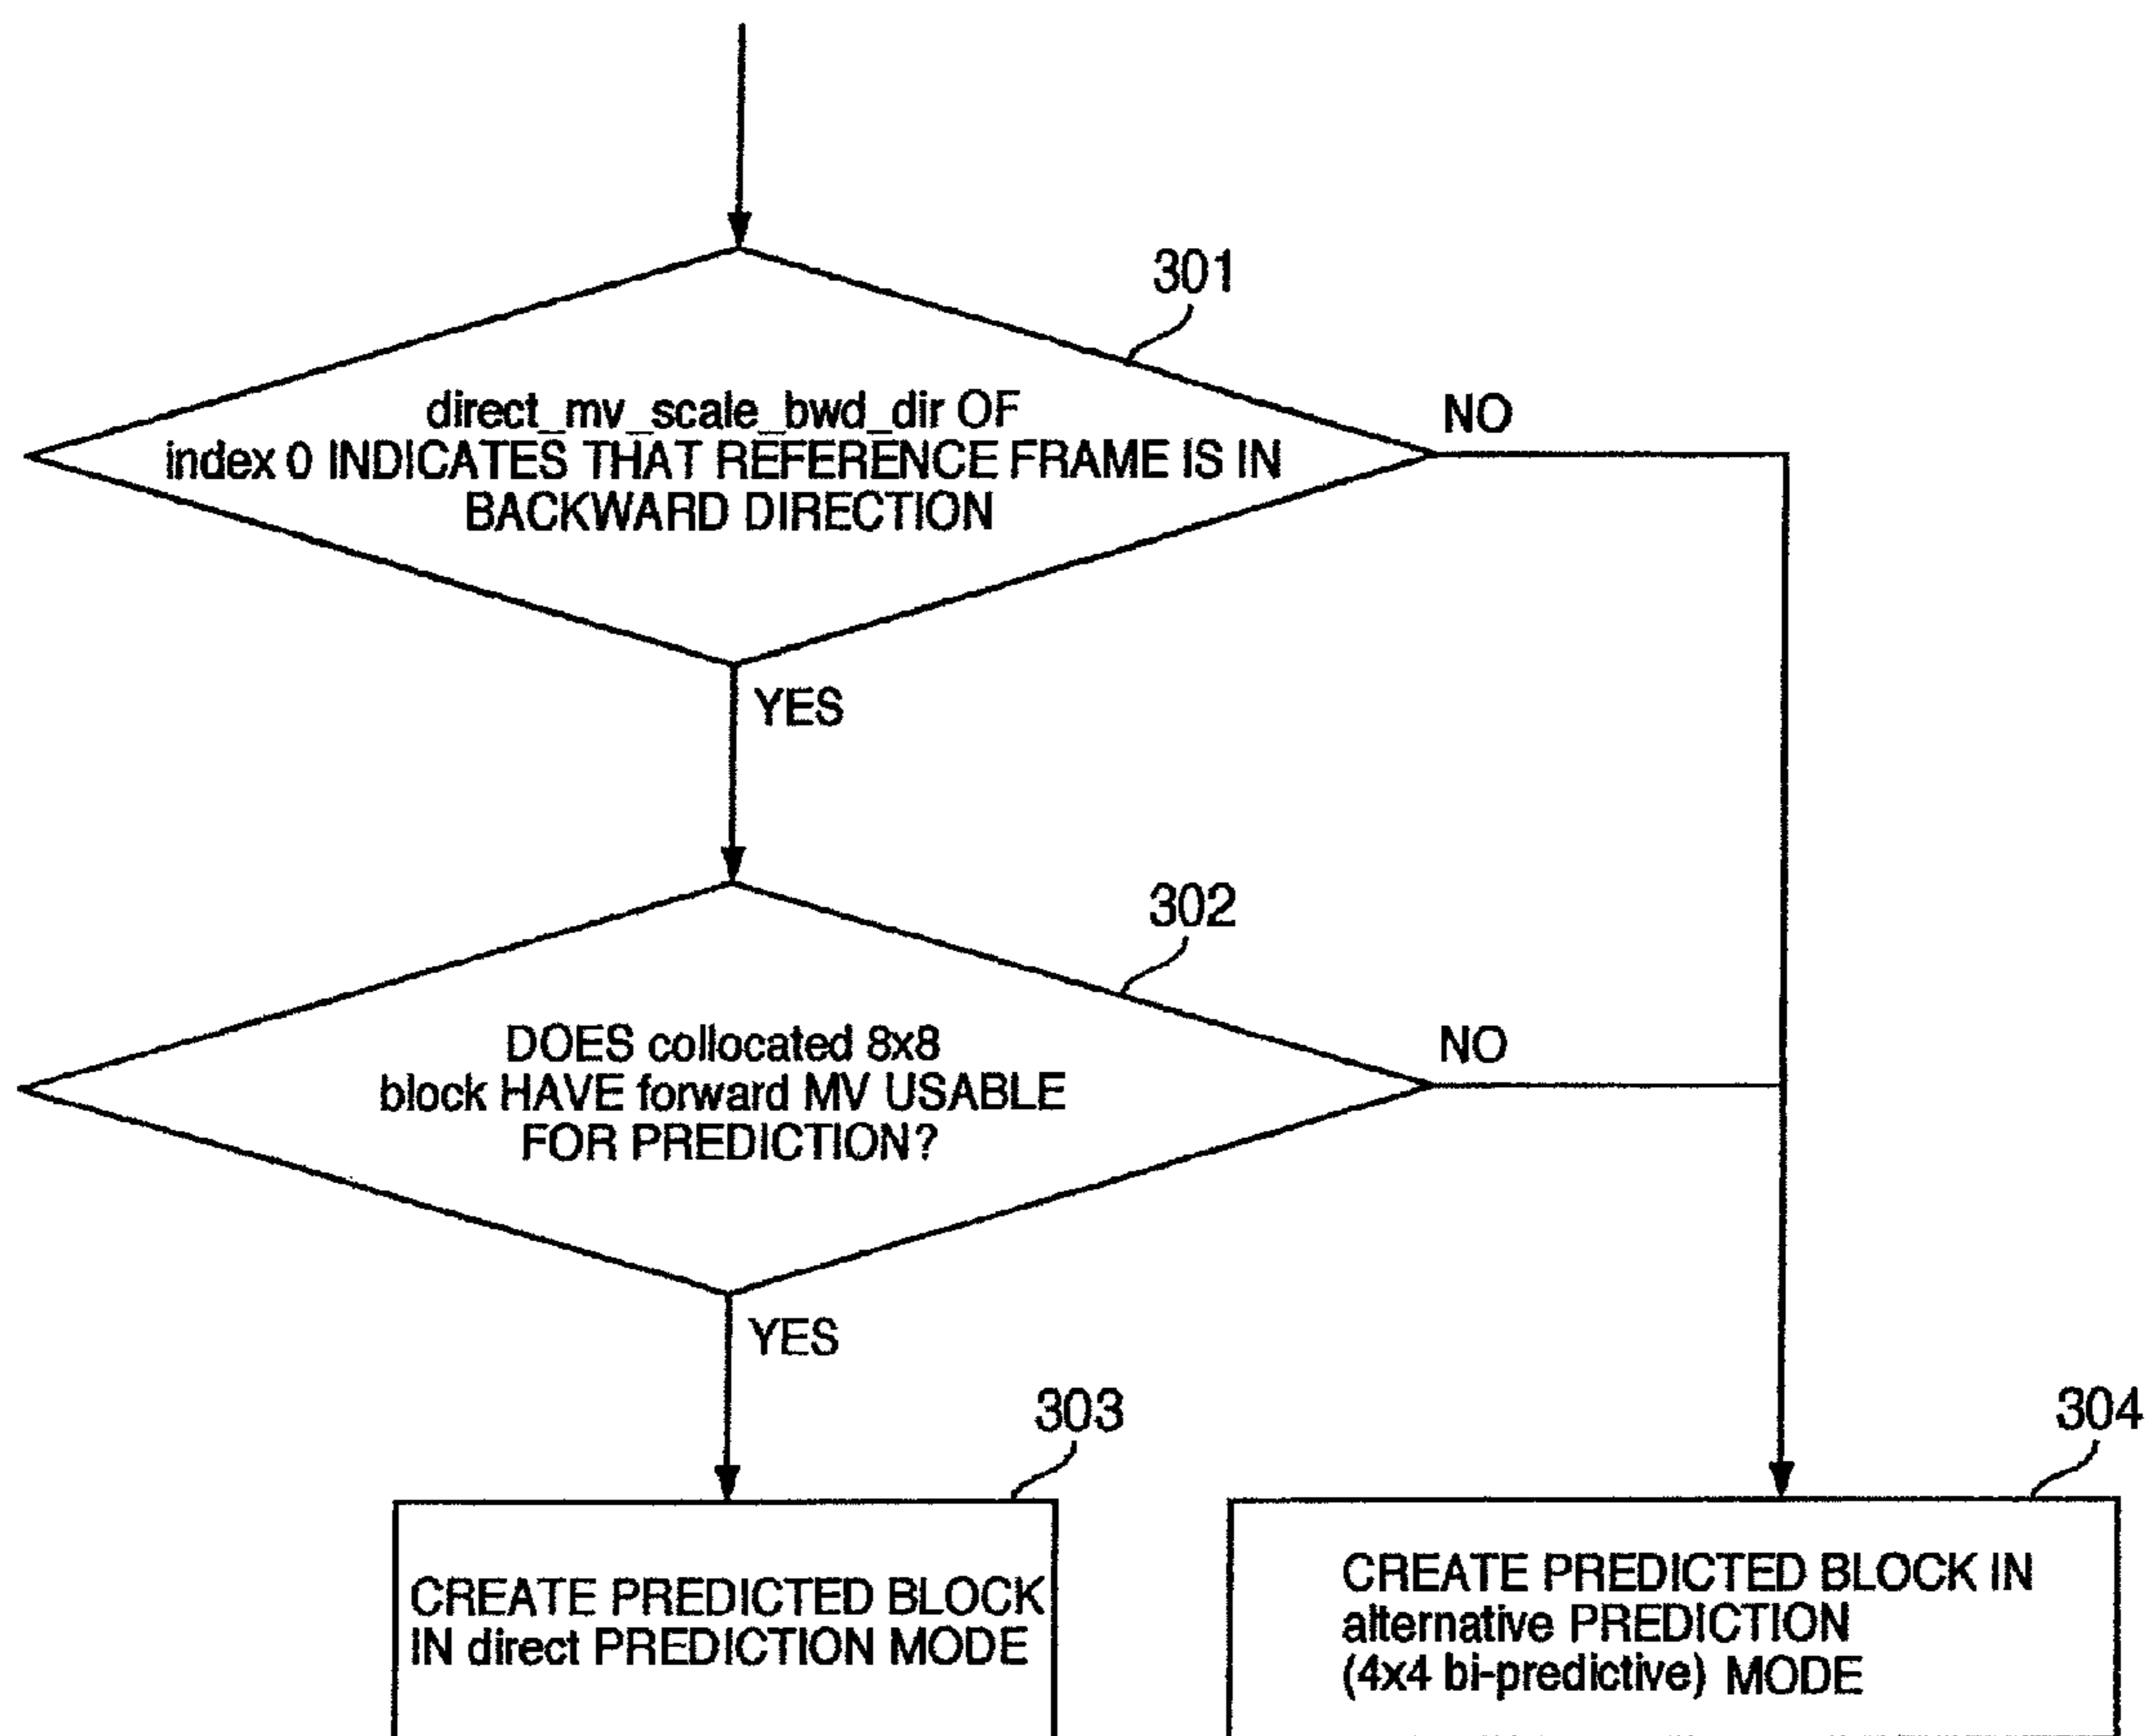 301
direct_mv_scale_bwd_dir OF
index 0 INDICATES THAT REFERENCE FRAME IS IN
BACKWARD DIRECTION
NO
YES
302
DOES collocated 8x8
block HAVE forward MV USABLE
FOR PREDICTION?
NO
YES
303
CREATE PREDICTED BLOCK
IN direct PREDICTION MODE
304
CREATE PREDICTED BLOCK IN
alternative PREDICTION
(4x4 bi-predictive) MODE